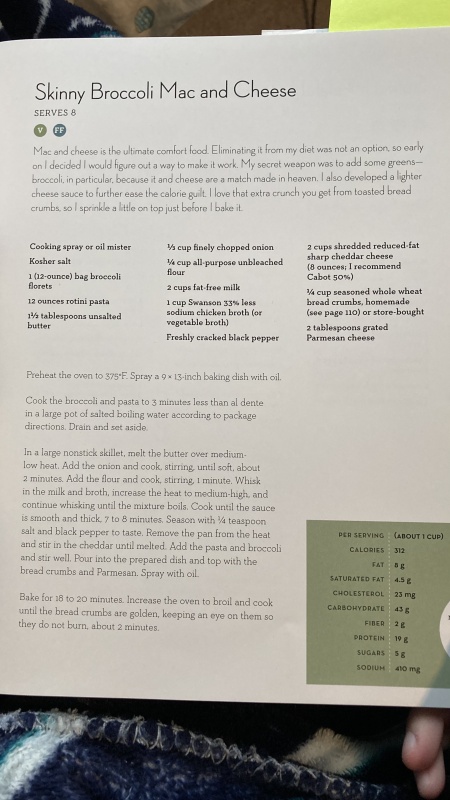 Skinny Broccoli Mac and Cheese
SERVES 8
V FF
Mac and cheese is the ultimate comfort food. Eliminating it from my diet was not an option, so early
on I decided I would figure out a way to make it work. My secret weapon was to add some greens—
broccoli, in particular, because it and cheese are a match made in heaven. I also developed a lighter
cheese sauce to further ease the calorie guilt. I love that extra crunch you get from toasted bread
crumbs, so I sprinkle a little on top just before I bake it.
Cooking spray or oil mister
Kosher salt
1 (12-ounce) bag broccoli
florets
12 ounces rotini pasta
1½ tablespoons unsalted
butter
⅓ cup finely chopped onion
¼ cup all-purpose unbleached
flour
2 cups fat-free milk
1 cup Swanson 33% less
sodium chicken broth (or
vegetable broth)
Freshly cracked black pepper
2 cups shredded reduced-fat
sharp cheddar cheese
(8 ounces; I recommend
Cabot 50%)
¼ cup seasoned whole wheat
bread crumbs, homemade
(see page 110) or store-bought
2 tablespoons grated
Parmesan cheese
Preheat the oven to 375°F. Spray a 9 × 13-inch baking dish with oil.
Cook the broccoli and pasta to 3 minutes less than al dente
in a large pot of salted boiling water according to package
directions. Drain and set aside.
In a large nonstick skillet, melt the butter over medium-
low heat. Add the onion and cook, stirring, until soft, about
2 minutes. Add the flour and cook, stirring, 1 minute. Whisk
in the milk and broth, increase the heat to medium-high, and
continue whisking until the mixture boils. Cook until the sauce
is smooth and thick, 7 to 8 minutes. Season with ¼ teaspoon
salt and black pepper to taste. Remove the pan from the heat
and stir in the cheddar until melted. Add the pasta and broccoli
and stir well. Pour into the prepared dish and top with the
bread crumbs and Parmesan. Spray with oil.
Bake for 18 to 20 minutes. Increase the oven to broil and cook
until the bread crumbs are golden, keeping an eye on them so
they do not burn, about 2 minutes.
PER SERVING (ABOUT 1 CUP)
CALORIES 312
FAT 8 g
SATURATED FAT 4.5 g
CHOLESTEROL 23 mg
CARBOHYDRATE 43 g
FIBER 2 g
PROTEIN 19 g
SUGARS 5 g
SODIUM 410 mg